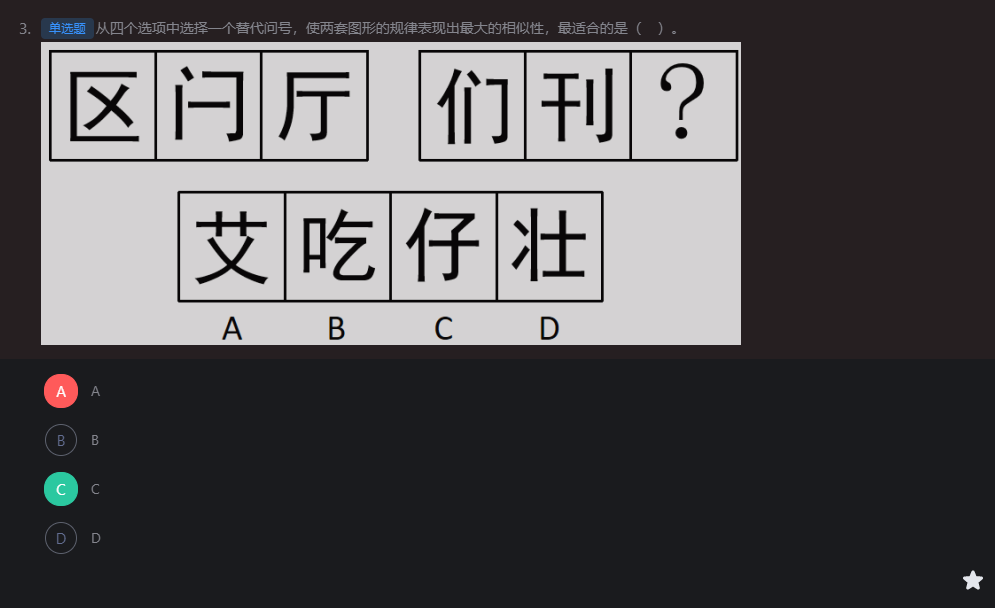 3. 单选题 从四个选项中选择一个替代问号，使两套图形的规律表现出最大的相似性，最适合的是（ ）。
区 闩 厅 们 刊 ？
艾 吃 仔 壮
A B C D
A A
B B
C C
D D